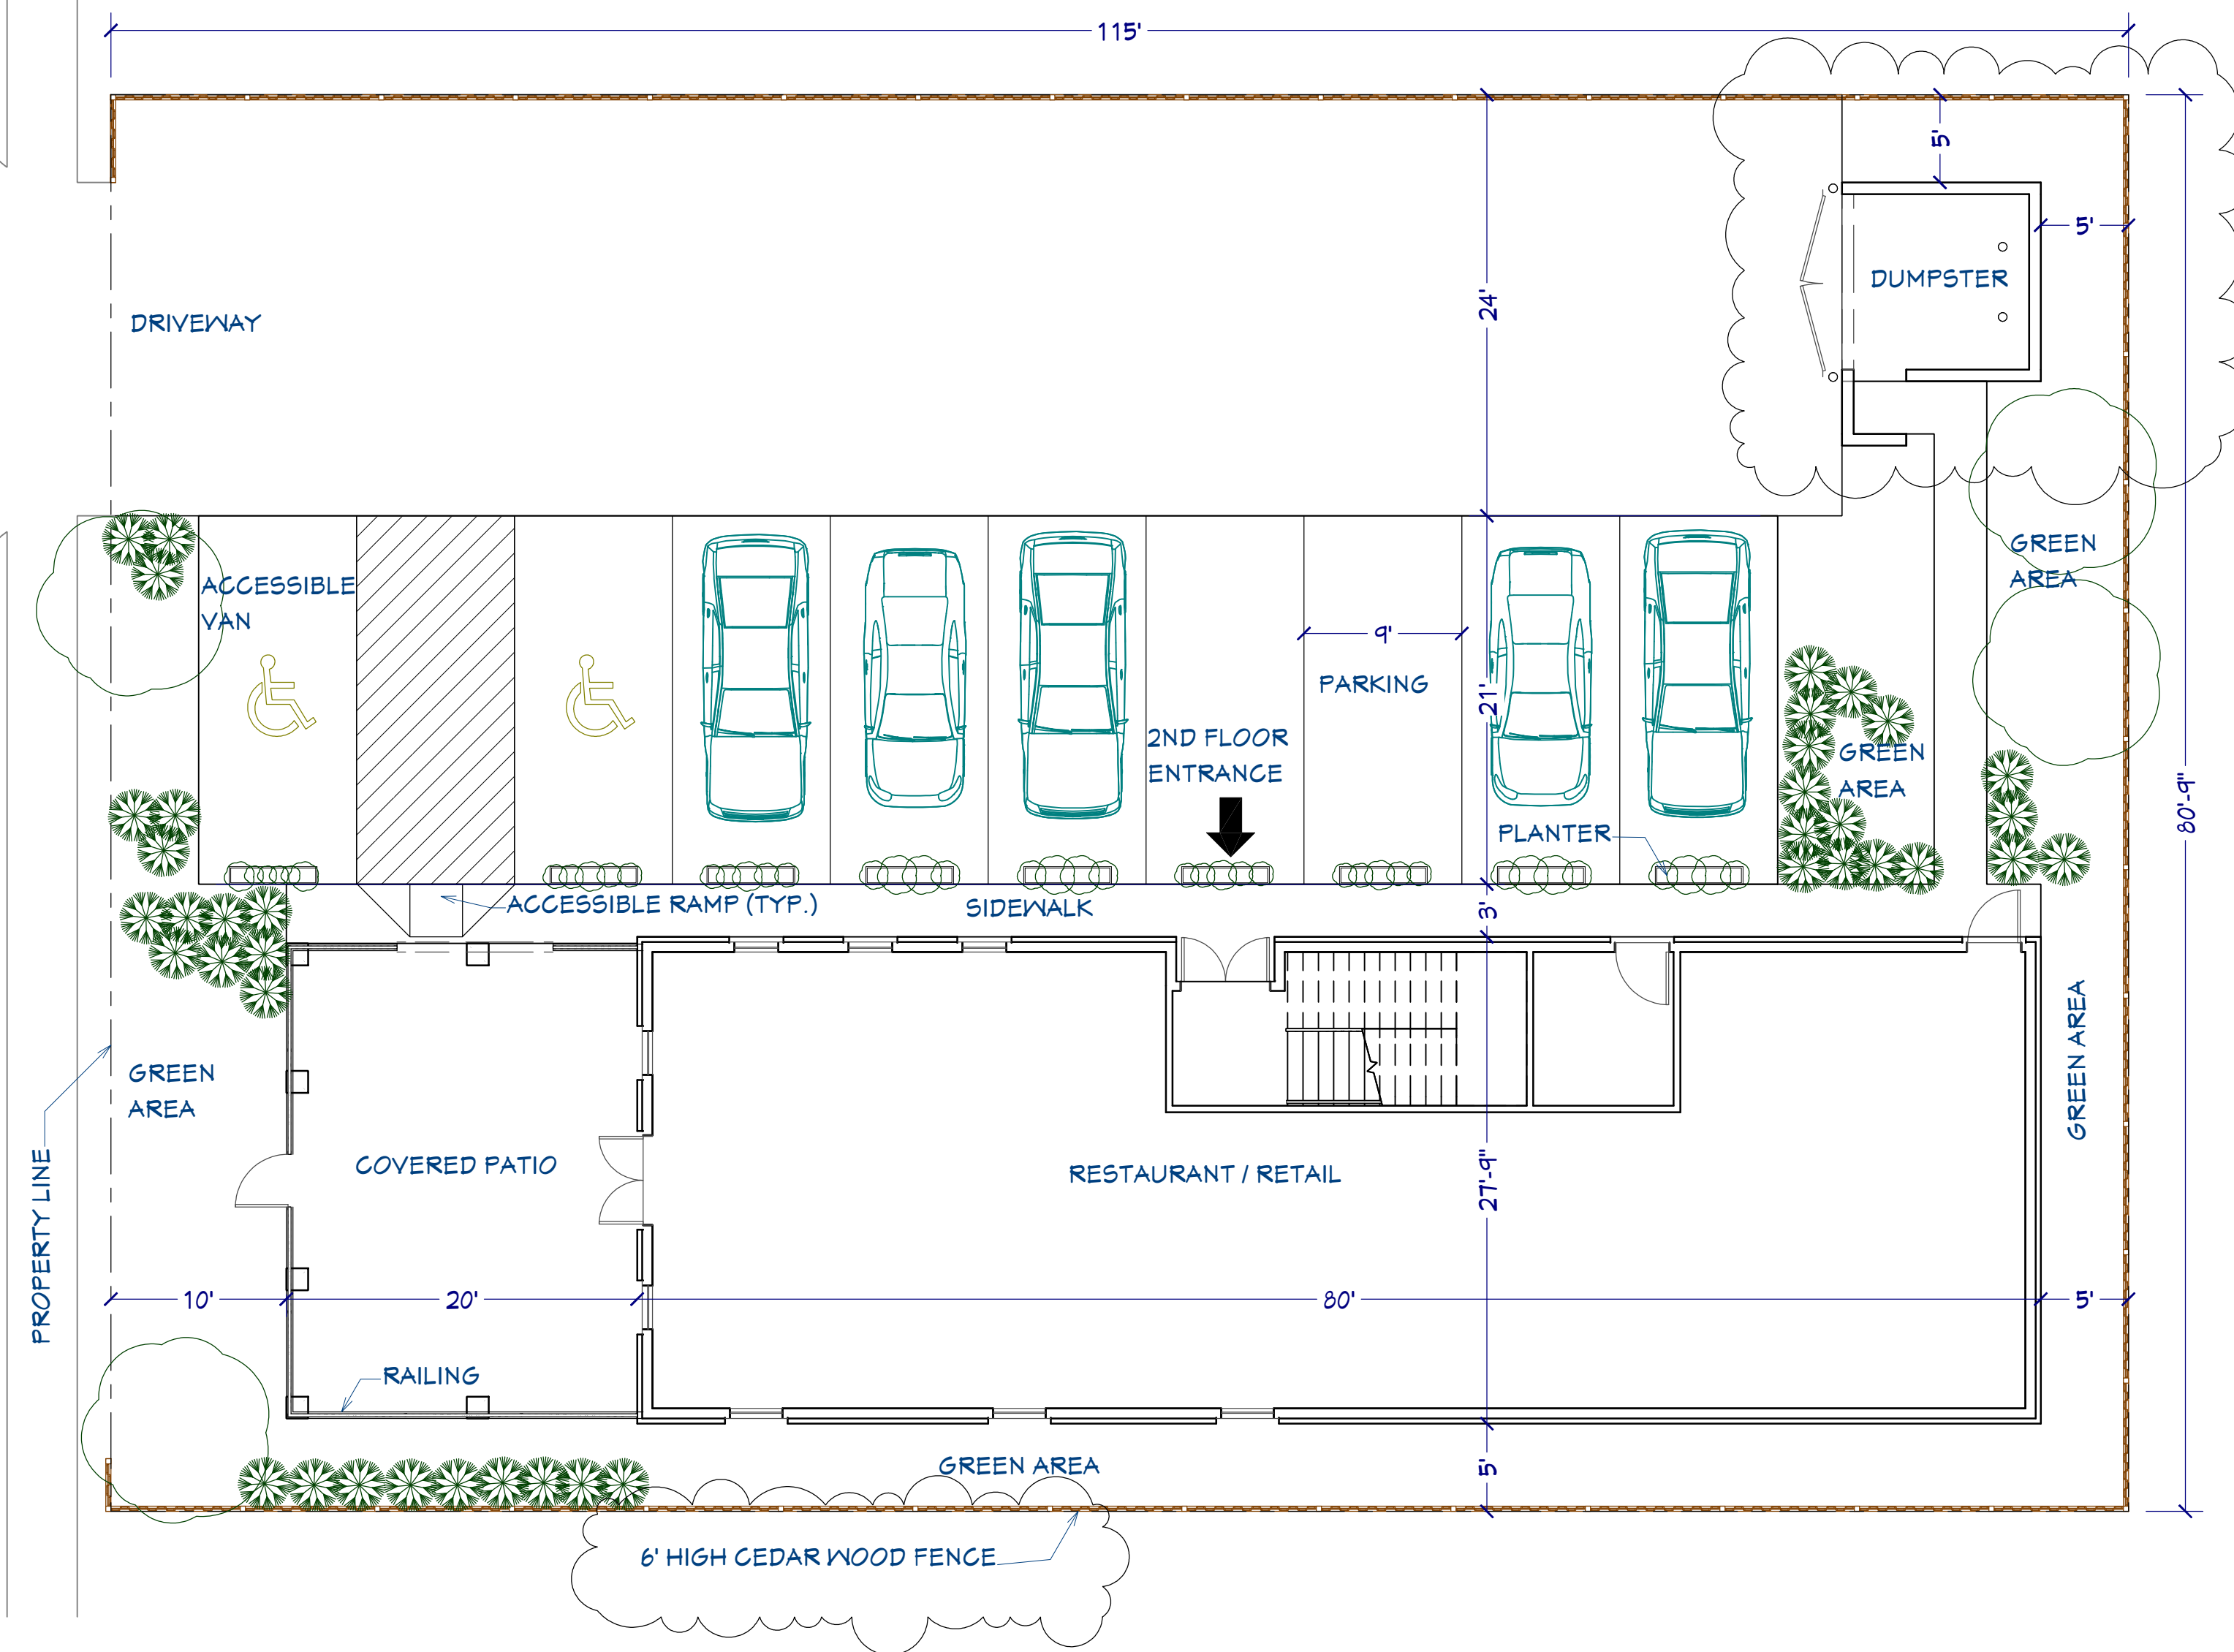 115'
5'
5'
DUMPSTER
24'
DRIVEWAY
GREEN
AREA
ACCESSIBLE
VAN
9'
PARKING
21'
2ND FLOOR
ENTRANCE
GREEN
AREA
80'-9"
PLANTER
ACCESSIBLE RAMP (TYP.)
SIDEWALK
3'
GREEN
AREA
GREEN AREA
COVERED PATIO
RESTAURANT / RETAIL
27'-9"
PROPERTY LINE
10'
20'
80'
5'
RAILING
GREEN AREA
5'
6' HIGH CEDAR WOOD FENCE